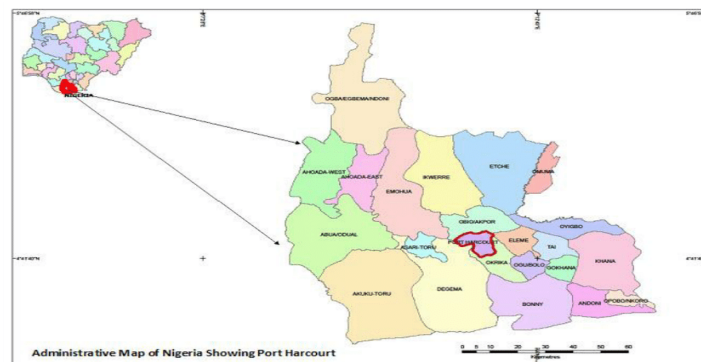 NIGERIA
OGBA/EGBEMA/NDONI
AHOADA-WEST
AHOADA-EAST
EMOHUA
IKWERRE
ETCHE
OMUMA
OBIO/AKPOR
OYIGBO
ABUA/ODUAL
ASARI-TORU
PORT HARCOURT
ELEME
TAI
KHANA
OKRIKA
OGU/BOLO
GOKHANA
AKUKU-TORU
DEGEMA
BONNY
ANDONI
OPOBO/NKORO
0 5 10 20 30 40 50 60
Kilometres
Administrative Map of Nigeria Showing Port Harcourt